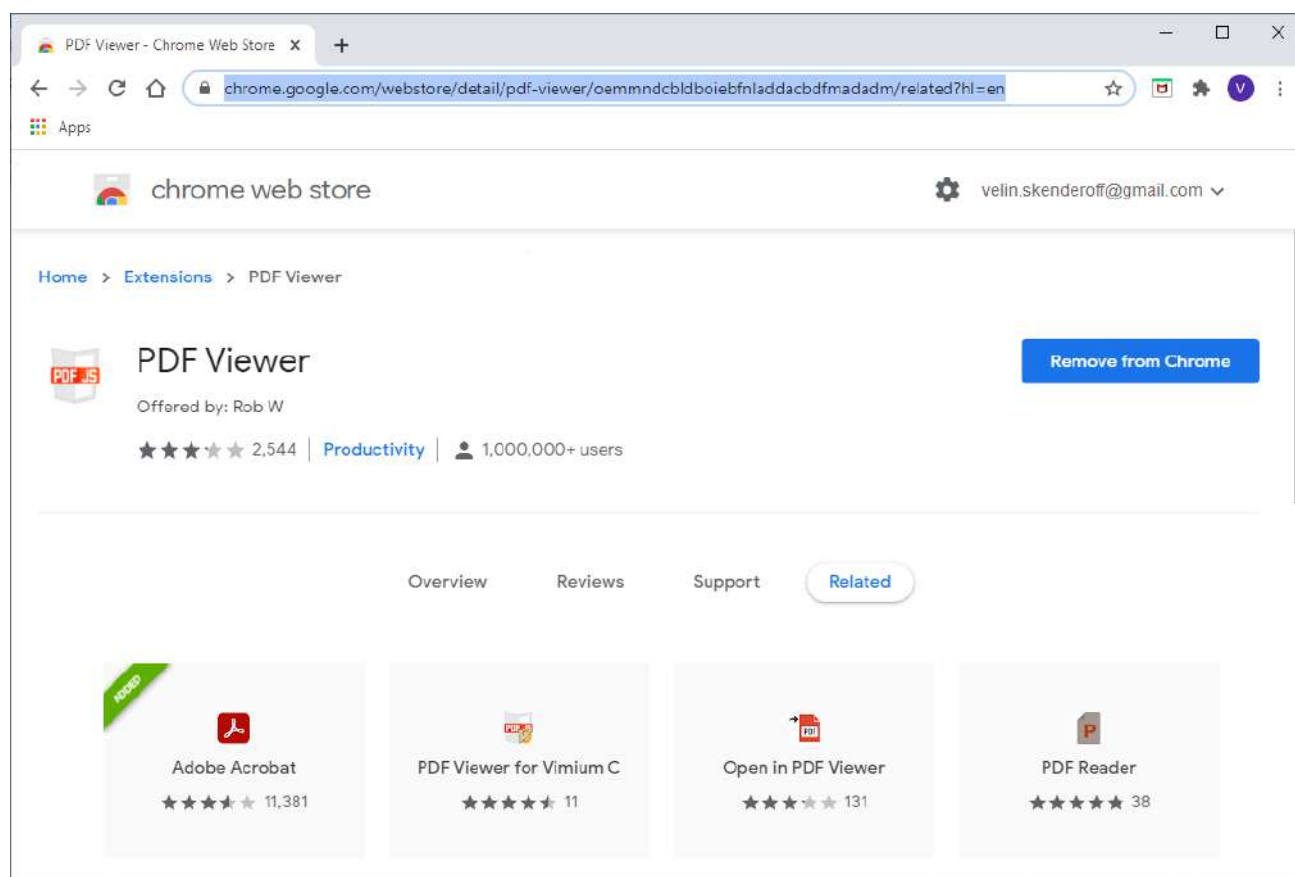 PDF Viewer - Chrome Web Store
chrome.google.com/webstore/detail/pdf-viewer/oemmndcbldboiebfnladdacbdfmadadm/related?hl=en
V
Apps
chrome web store
velin.skenderoff@gmail.com
Home > Extensions > PDF Viewer
PDF JS
PDF Viewer
Remove from Chrome
Offered by: Rob W
2,544 | Productivity | 1,000,000+ users
Overview Reviews Support Related
ADDED
PDF JS PDF P
Adobe Acrobat PDF Viewer for Vimium C Open in PDF Viewer PDF Reader
11,381 11 131 38